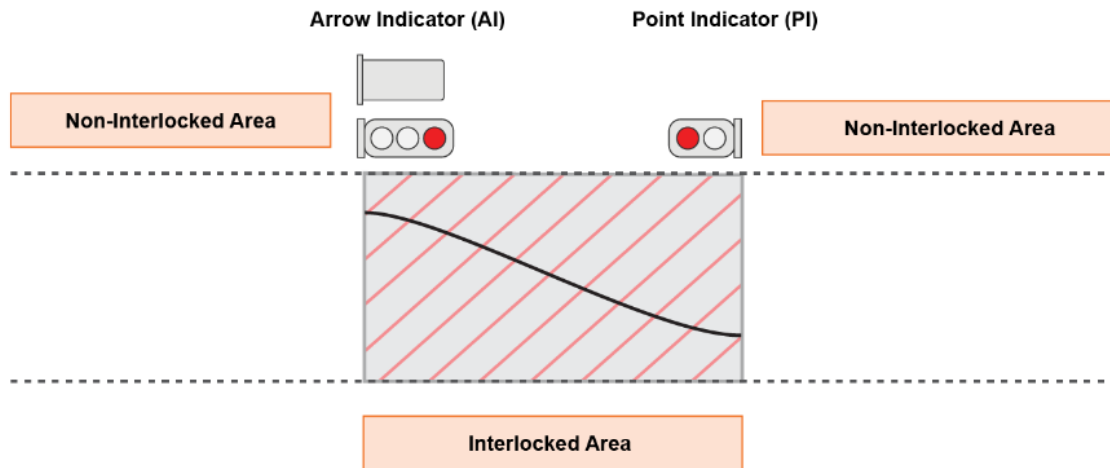 Arrow Indicator (AI)
Point Indicator (PI)
Non-Interlocked Area
Non-Interlocked Area
Interlocked Area